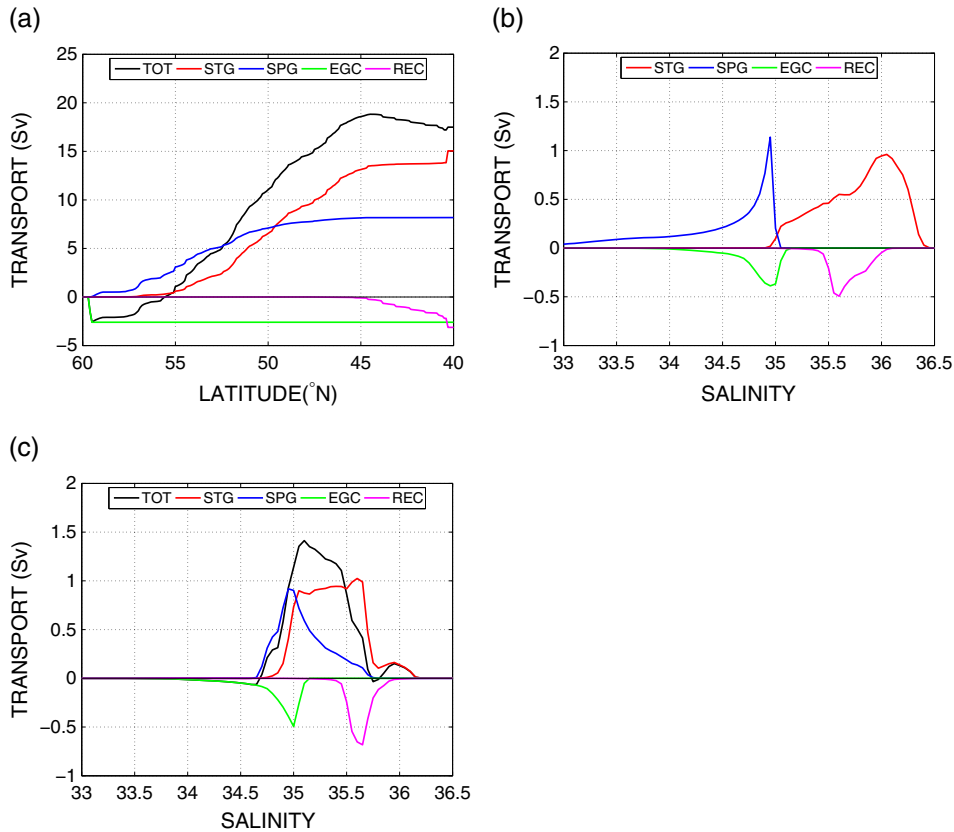 (a)
TRANSPORT (Sv)
25
20
15
10
5
0
−5
TOT STG SPG EGC REC
60 55 50 45 40
LATITUDE(°N)
(b)
TRANSPORT (Sv)
2
1.5
1
0.5
0
−0.5
−1
STG SPG EGC REC
33 33.5 34 34.5 35 35.5 36 36.5
SALINITY
(c)
TRANSPORT (Sv)
2
1.5
1
0.5
0
−0.5
−1
TOT STG SPG EGC REC
33 33.5 34 34.5 35 35.5 36 36.5
SALINITY